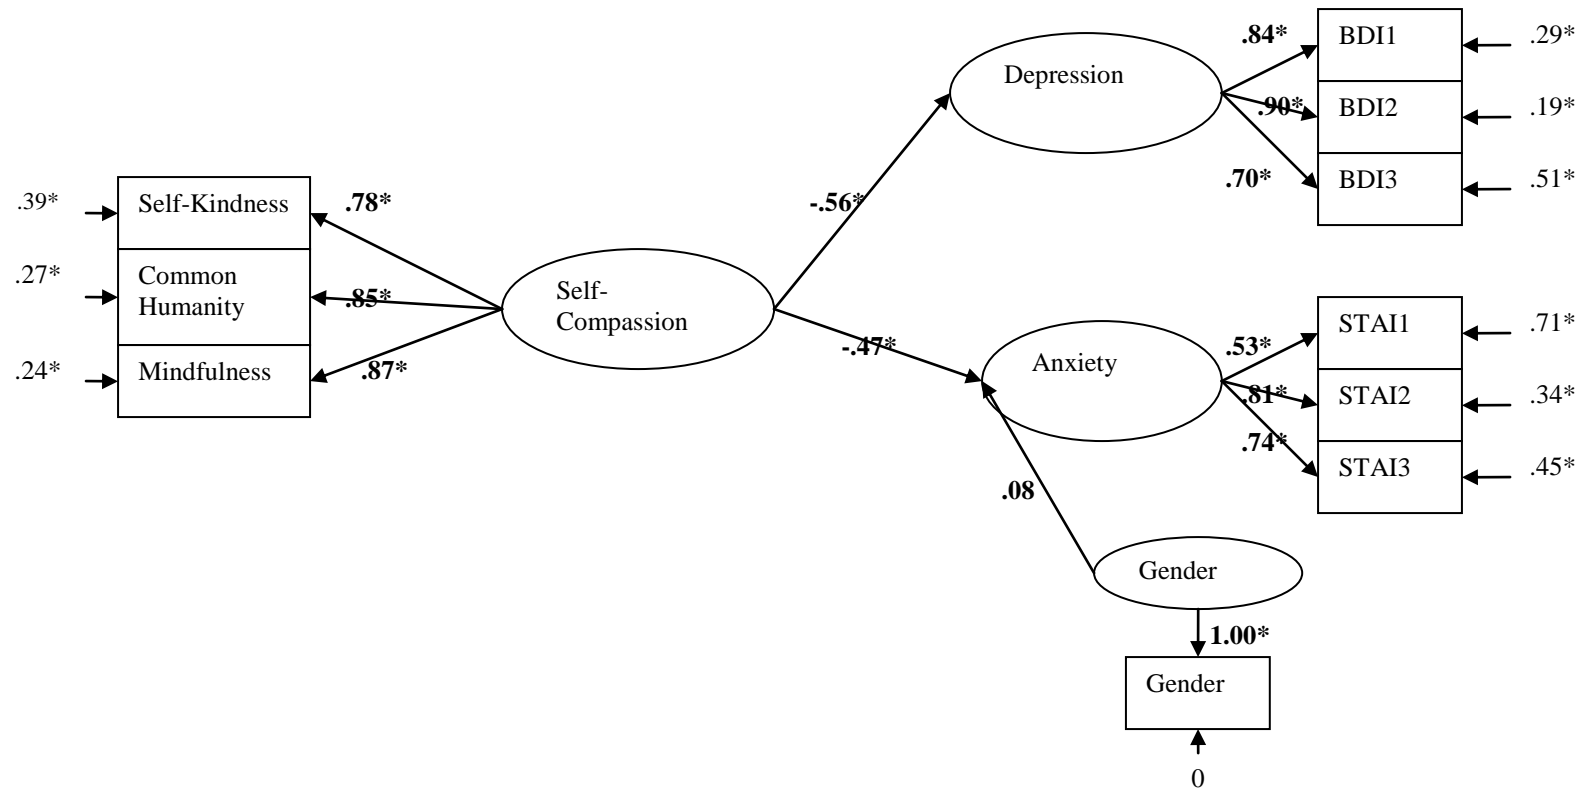 .39*
Self-Kindness
.78*
.27*
Common
Humanity
.85*
.24*
Mindfulness
.87*
Self-
Compassion
-.56*
-.47*
Depression
.84*
BDI1
.29*
.90*
BDI2
.19*
.70*
BDI3
.51*
Anxiety
.53*
STAI1
.71*
.81*
STAI2
.34*
.74*
STAI3
.45*
.08
Gender
1.00*
Gender
0